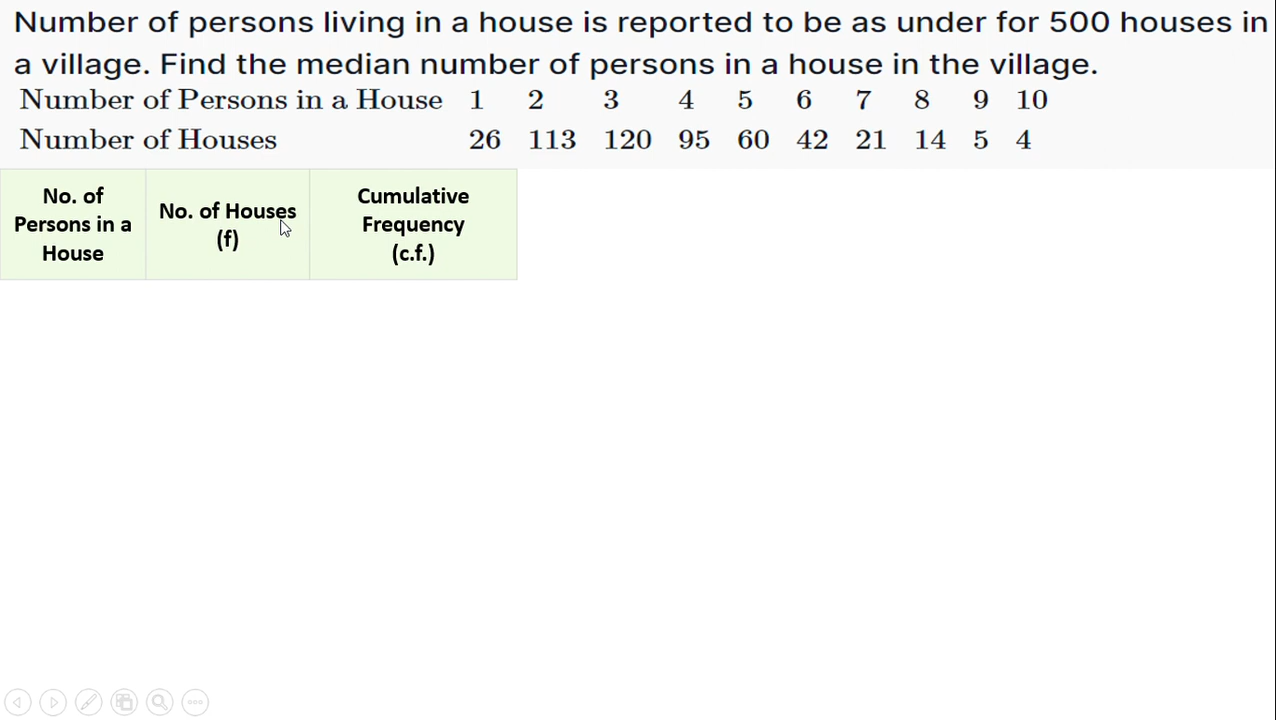 Number of persons living in a house is reported to be as under for 500 houses in
a village. Find the median number of persons in a house in the village.
Number of Persons in a House 1 2 3 4 5 6 7 8 9 10
Number of Houses 26 113 120 95 60 42 21 14 5 4
No. of
Persons in a
House
No. of Houses
(f)
Cumulative
Frequency
(c.f.)